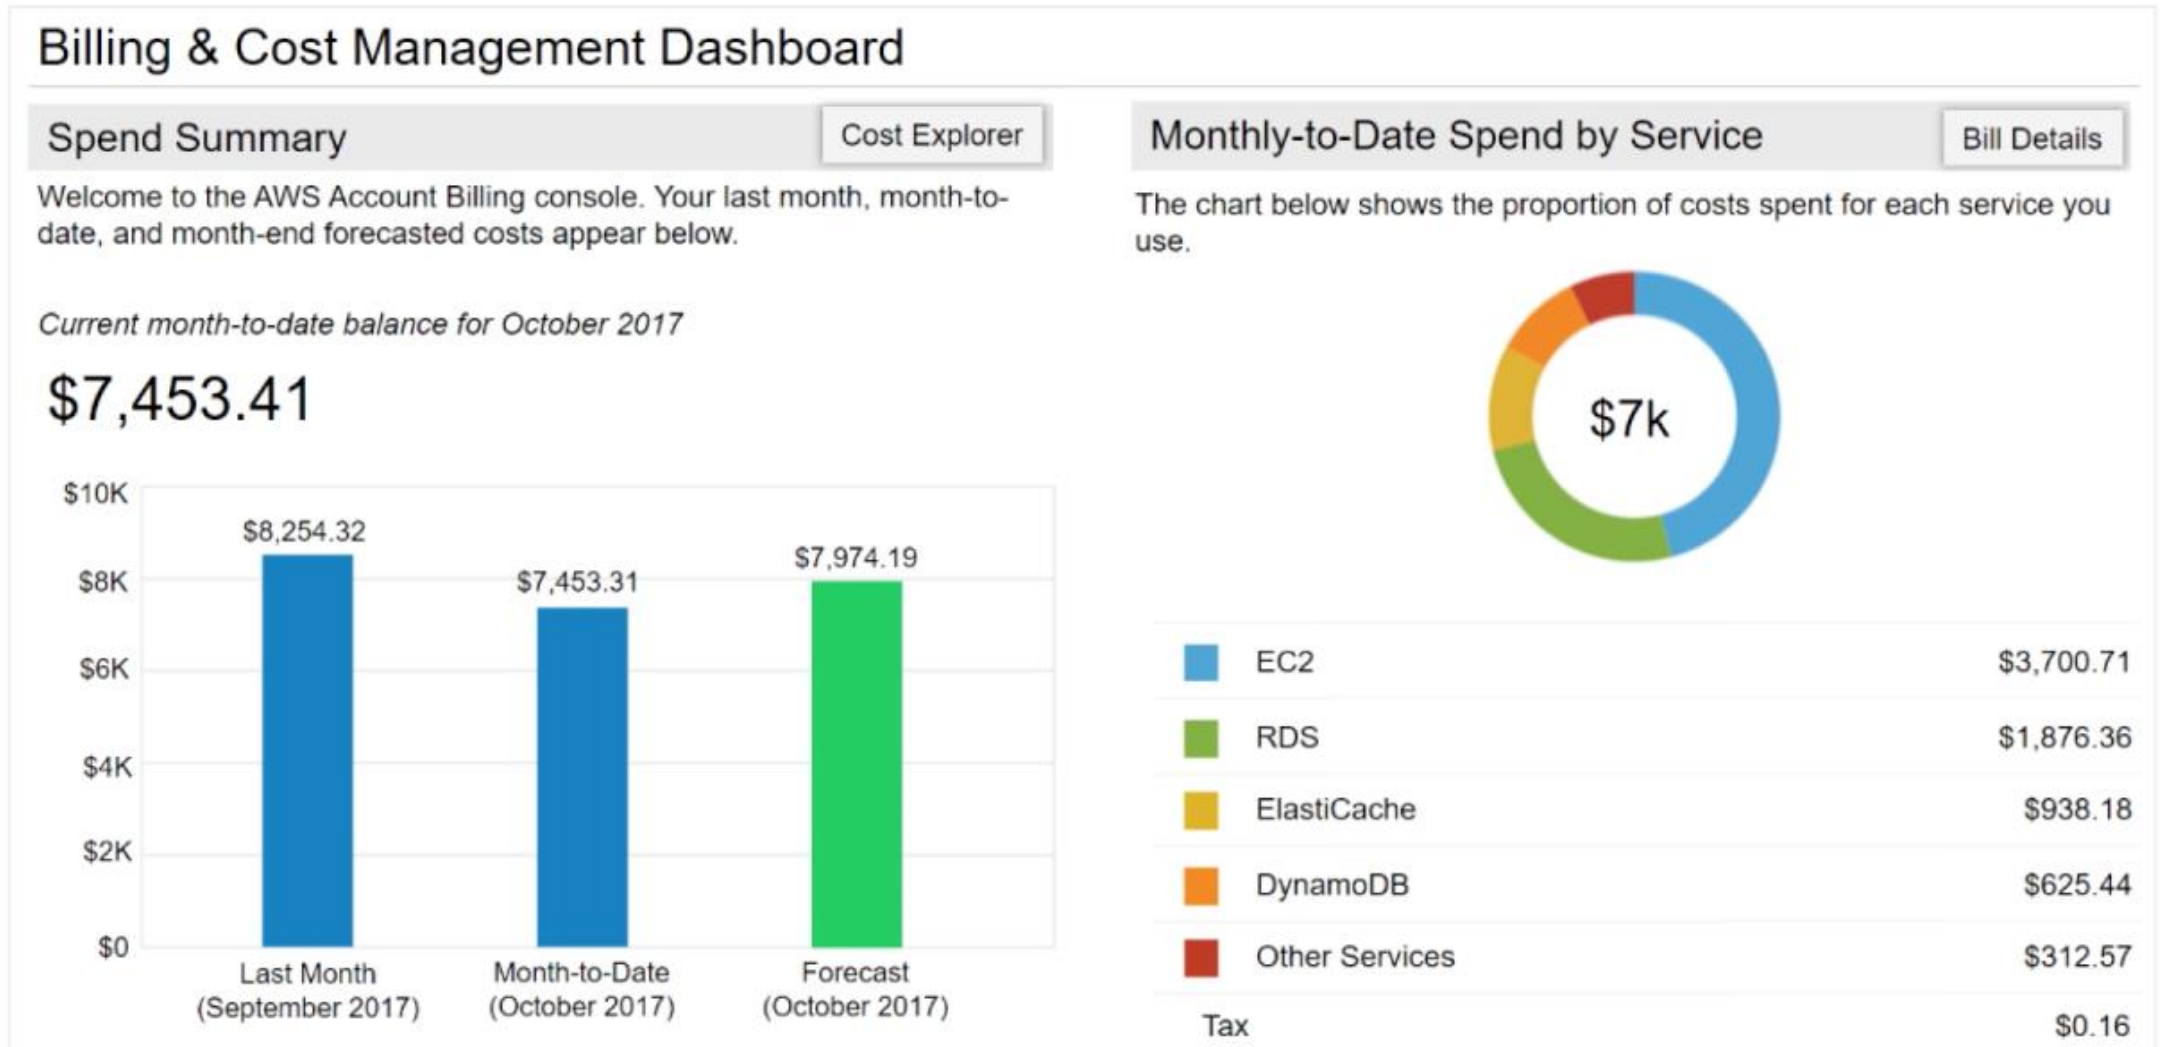 Billing & Cost Management Dashboard
Spend Summary
Cost Explorer
Welcome to the AWS Account Billing console. Your last month, month-to-
date, and month-end forecasted costs appear below.
Current month-to-date balance for October 2017
$7,453.41
$10K
$8K
$6K
$4K
$2K
$0
$8,254.32
$7,453.31
$7,974.19
Last Month
(September 2017)
Month-to-Date
(October 2017)
Forecast
(October 2017)
Monthly-to-Date Spend by Service
Bill Details
The chart below shows the proportion of costs spent for each service you
use.
$7k
EC2 $3,700.71
RDS $1,876.36
ElastiCache $938.18
DynamoDB $625.44
Other Services $312.57
Tax $0.16